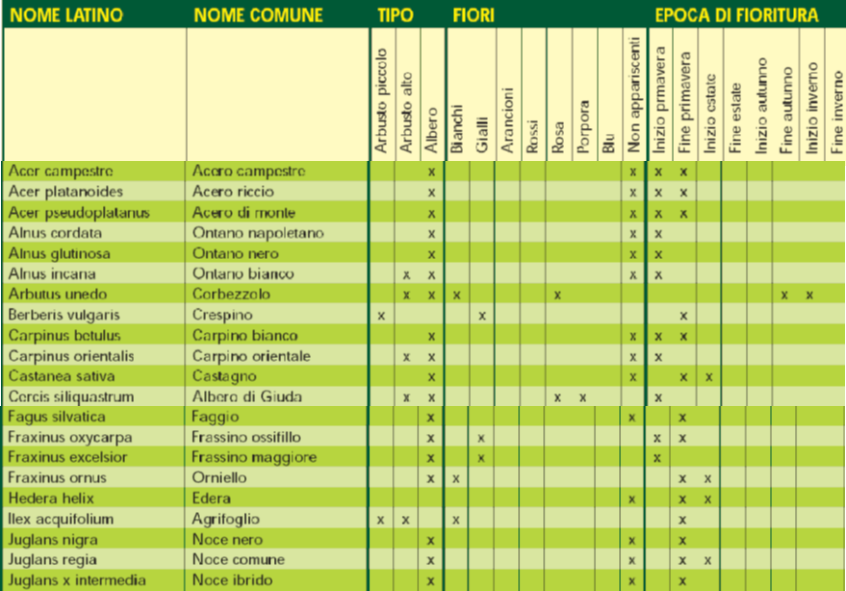 NOME LATINO NOME COMUNE TIPO FIORI EPOCA DI FIORITURA
Arbusto piccolo Arbusto alto Albero Bianchi Gialli Arancioni Rossi Rosa Porpora Blu Non appariscenti Inizio prmavera Fine primavera Inizio estate Fine estate Inizio autunno Fine autunno Inizio inverno Fine inverno
Acer campestre Acero campestre x x x x
Acer platanoides Acero riccio x x x x
Acer pseudoplatanus Acero di monte x x x x
Alnus cordata Ontano napoletano x x x
Alnus glutinosa Ontano nero x x x
Alnus incana Ontano bianco x x x x
Arbutus unedo Corbezzolo x x x x x x
Berberis vulgaris Crespino x x x
Carpinus betulus Carpino bianco x x x x
Carpinus orientalis Carpino orientale x x x x
Castanea sativa Castagno x x x x
Cercis siliquastrum Albero di Giuda x x x x x
Fagus silvatica Faggio x x x
Fraxinus oxycarpa Frassino ossifillo x x x x
Fraxinus excelsior Frassino maggiore x x x
Fraxinus ornus Orniello x x x x
Hedera helix Edera x x x
Ilex acquifolium Agrifoglio x x x x
Juglans nigra Noce nero x x x
Juglans regia Noce comune x x x x
Juglans x intermedia Noce ibrido x x x